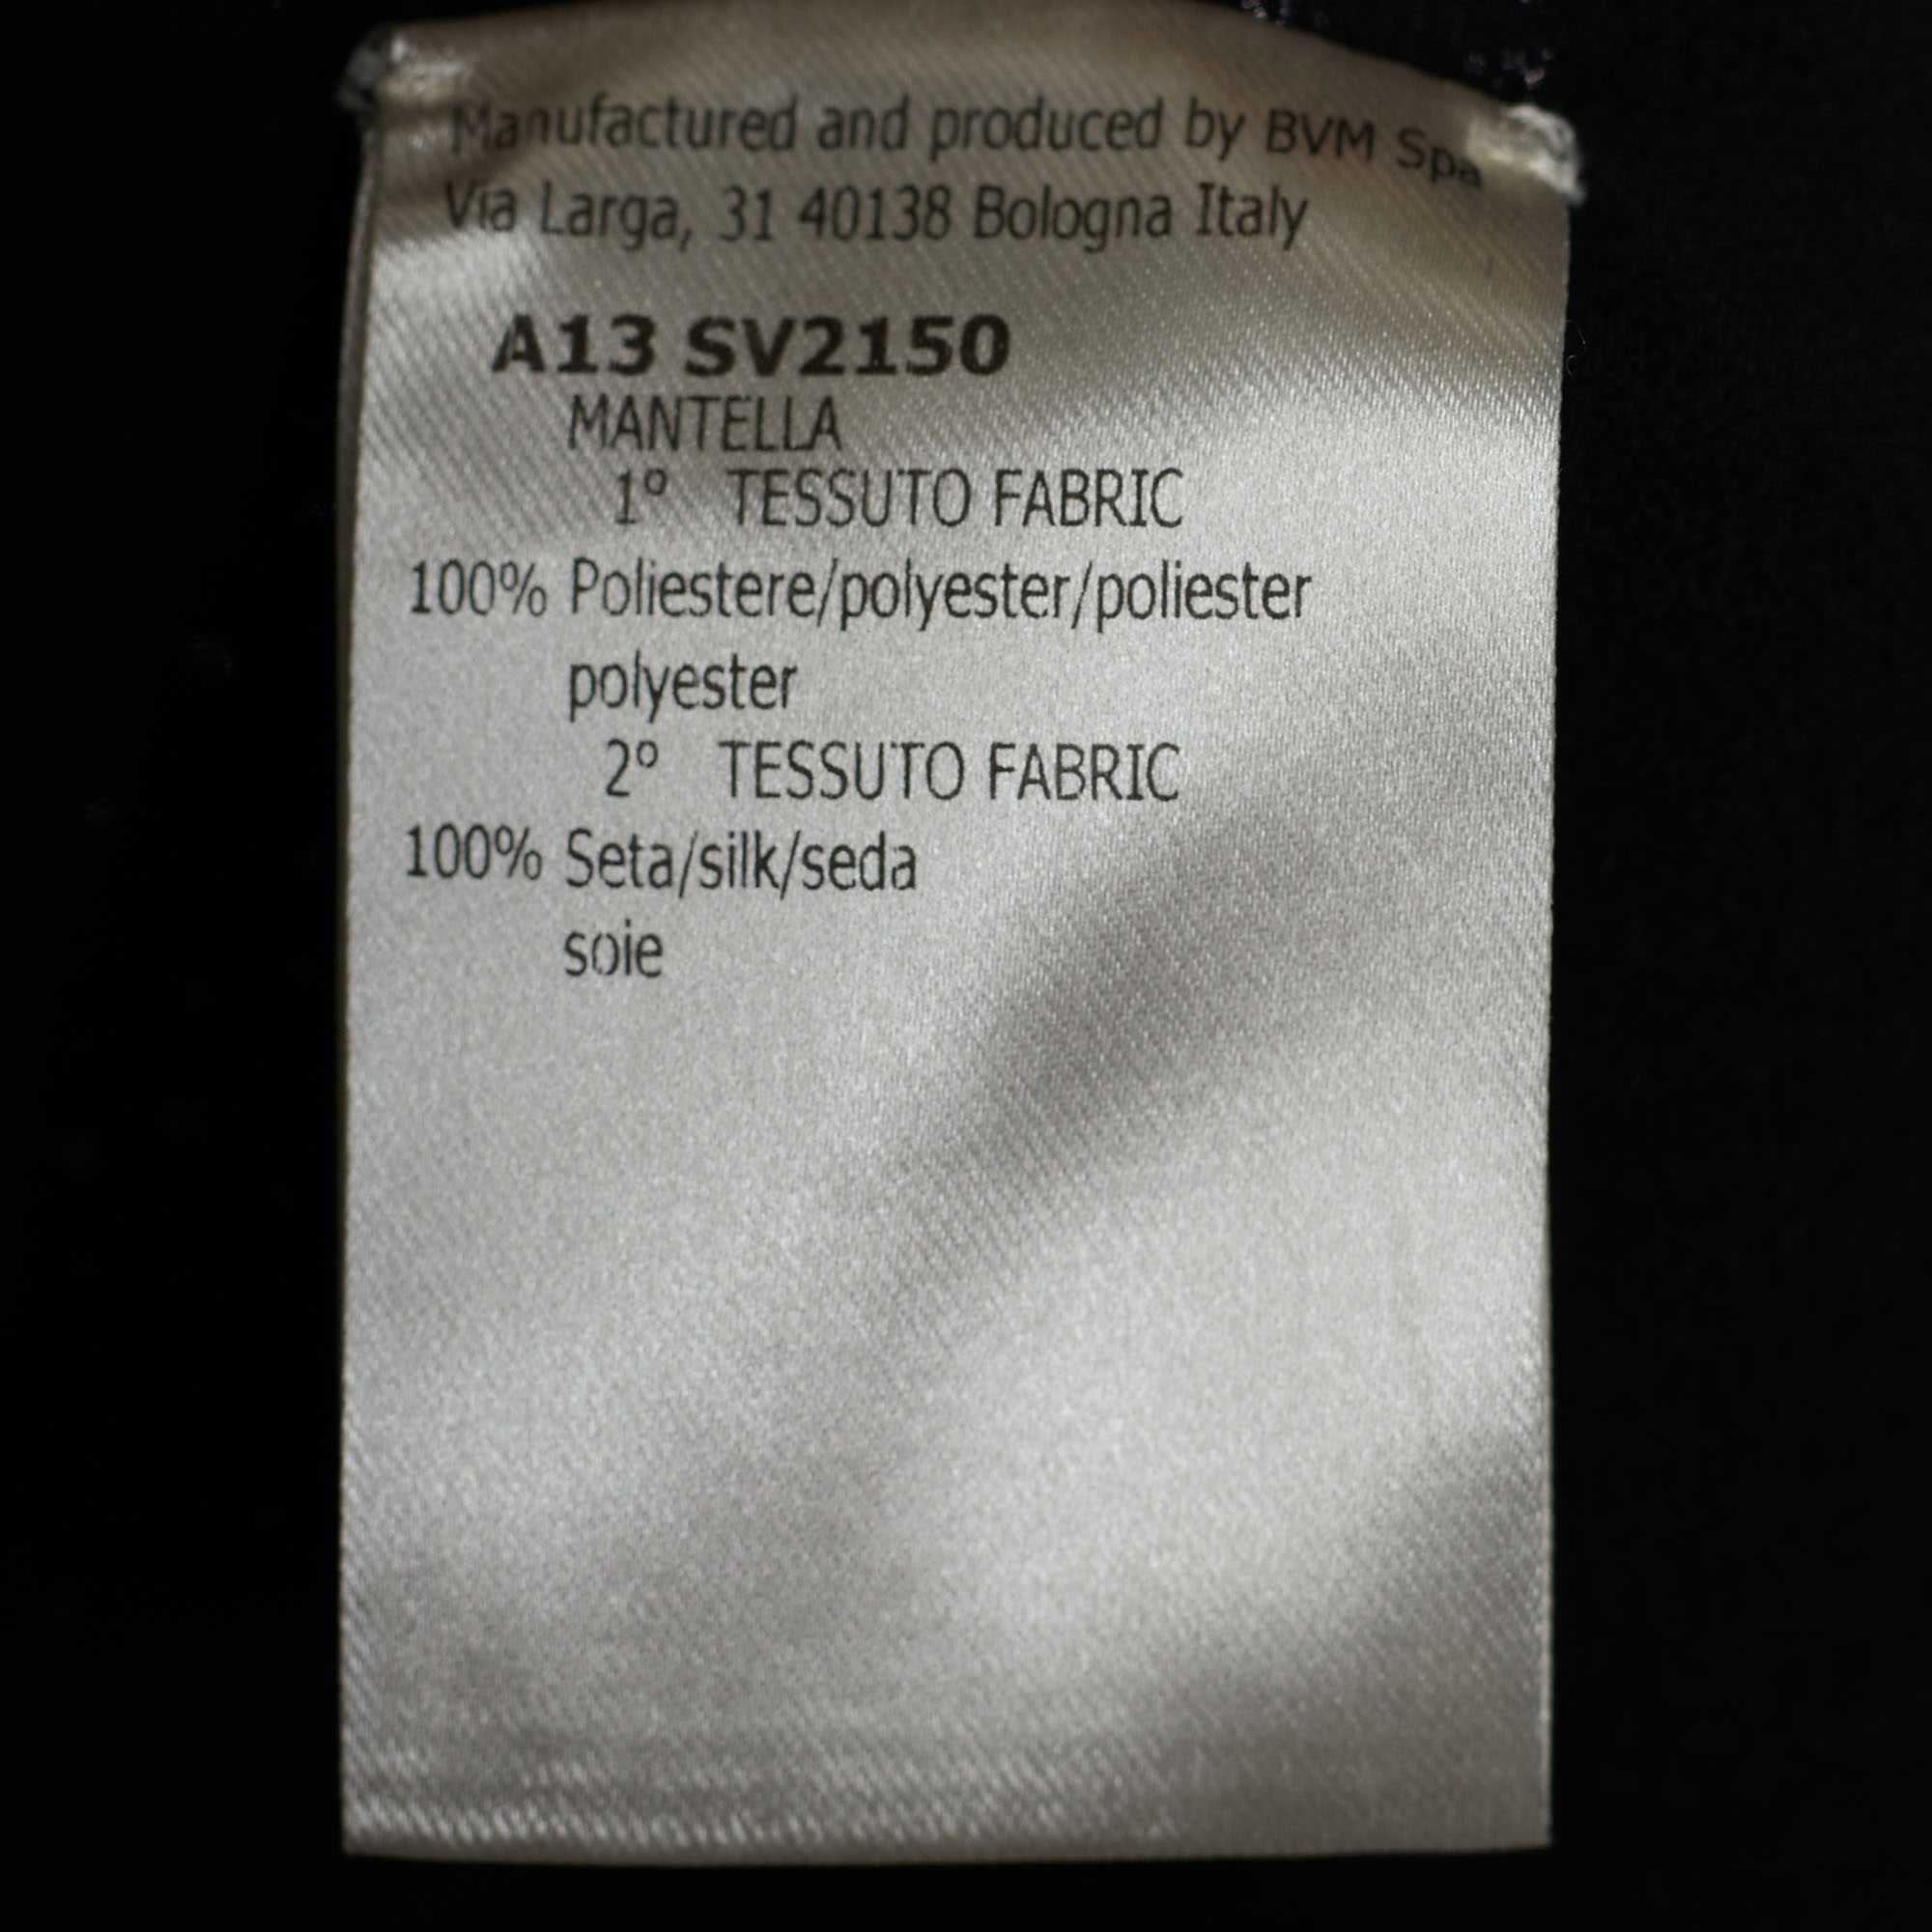 Manufactured and produced by BVM Spa
Via Larga, 31 40138 Bologna Italy
A13 SV2150
MANTELLA
1° TESSUTO FABRIC
100% Poliestere/polyester/poliester
polyester
2° TESSUTO FABRIC
100% Seta/silk/seda
soie